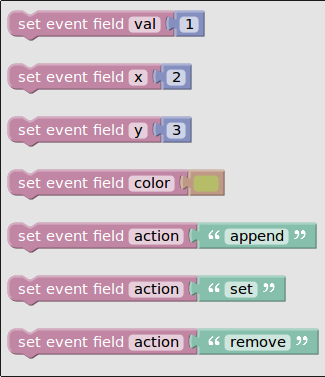 set event field val 1
set event field x 2
set event field y 3
set event field color
set event field action “ append ”
set event field action “ set ”
set event field action “ remove ”